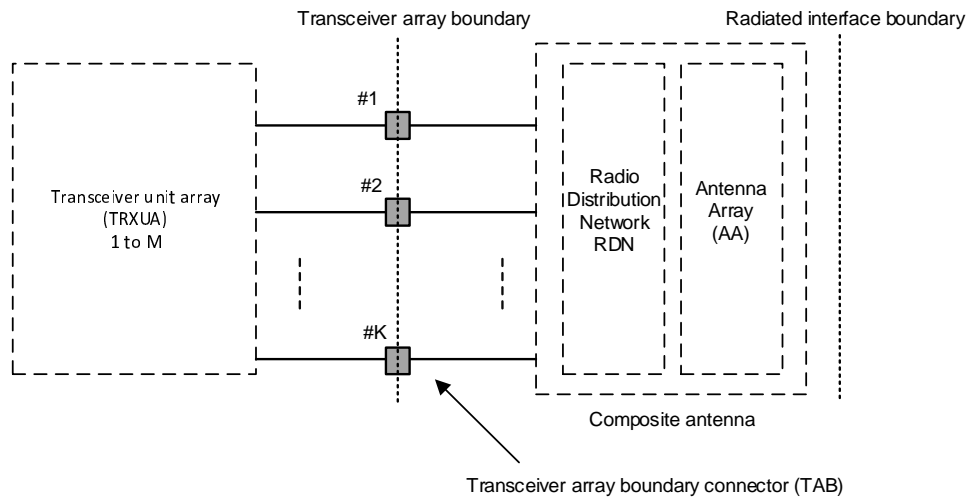 Transceiver array boundary
Radiated interface boundary
#1
#2
#K
Transceiver unit array
(TRXUA)
1 to M
Radio
Distribution
Network
RDN
Antenna
Array
(AA)
Composite antenna
Transceiver array boundary connector (TAB)